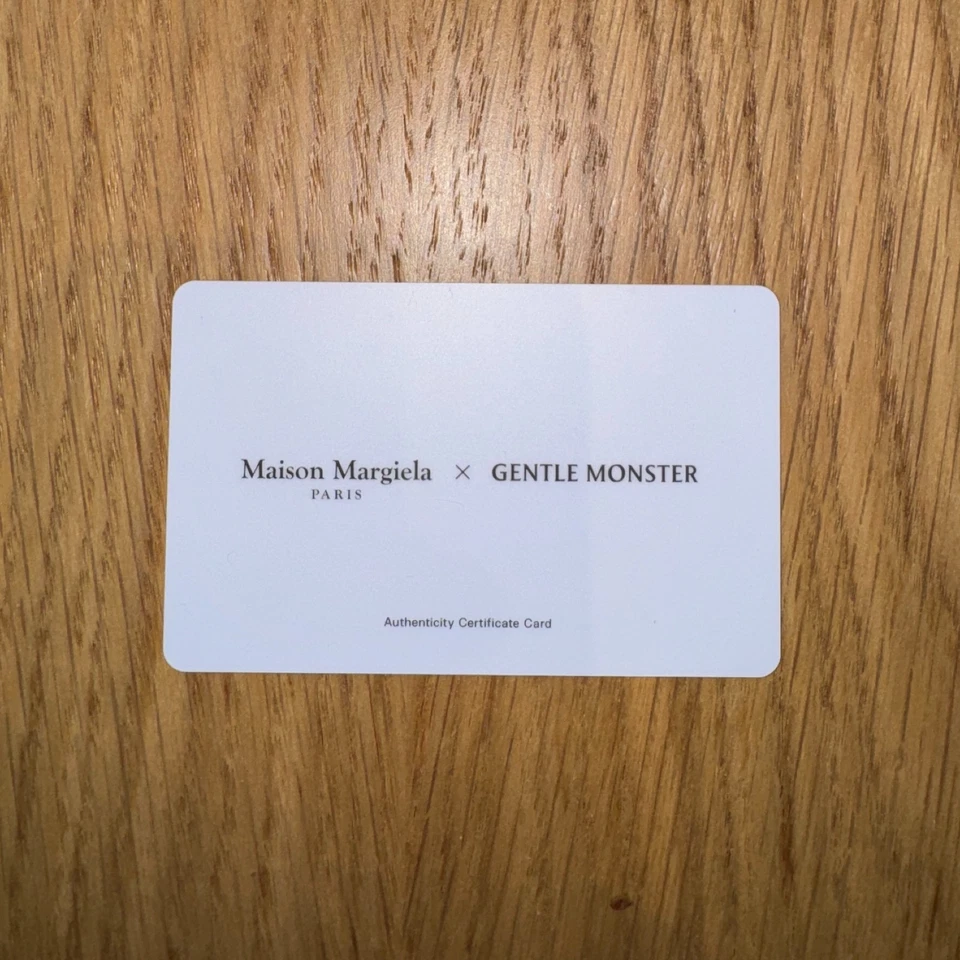 Maison Margiela × GENTLE MONSTER
PARIS
Authenticity Certificate Card